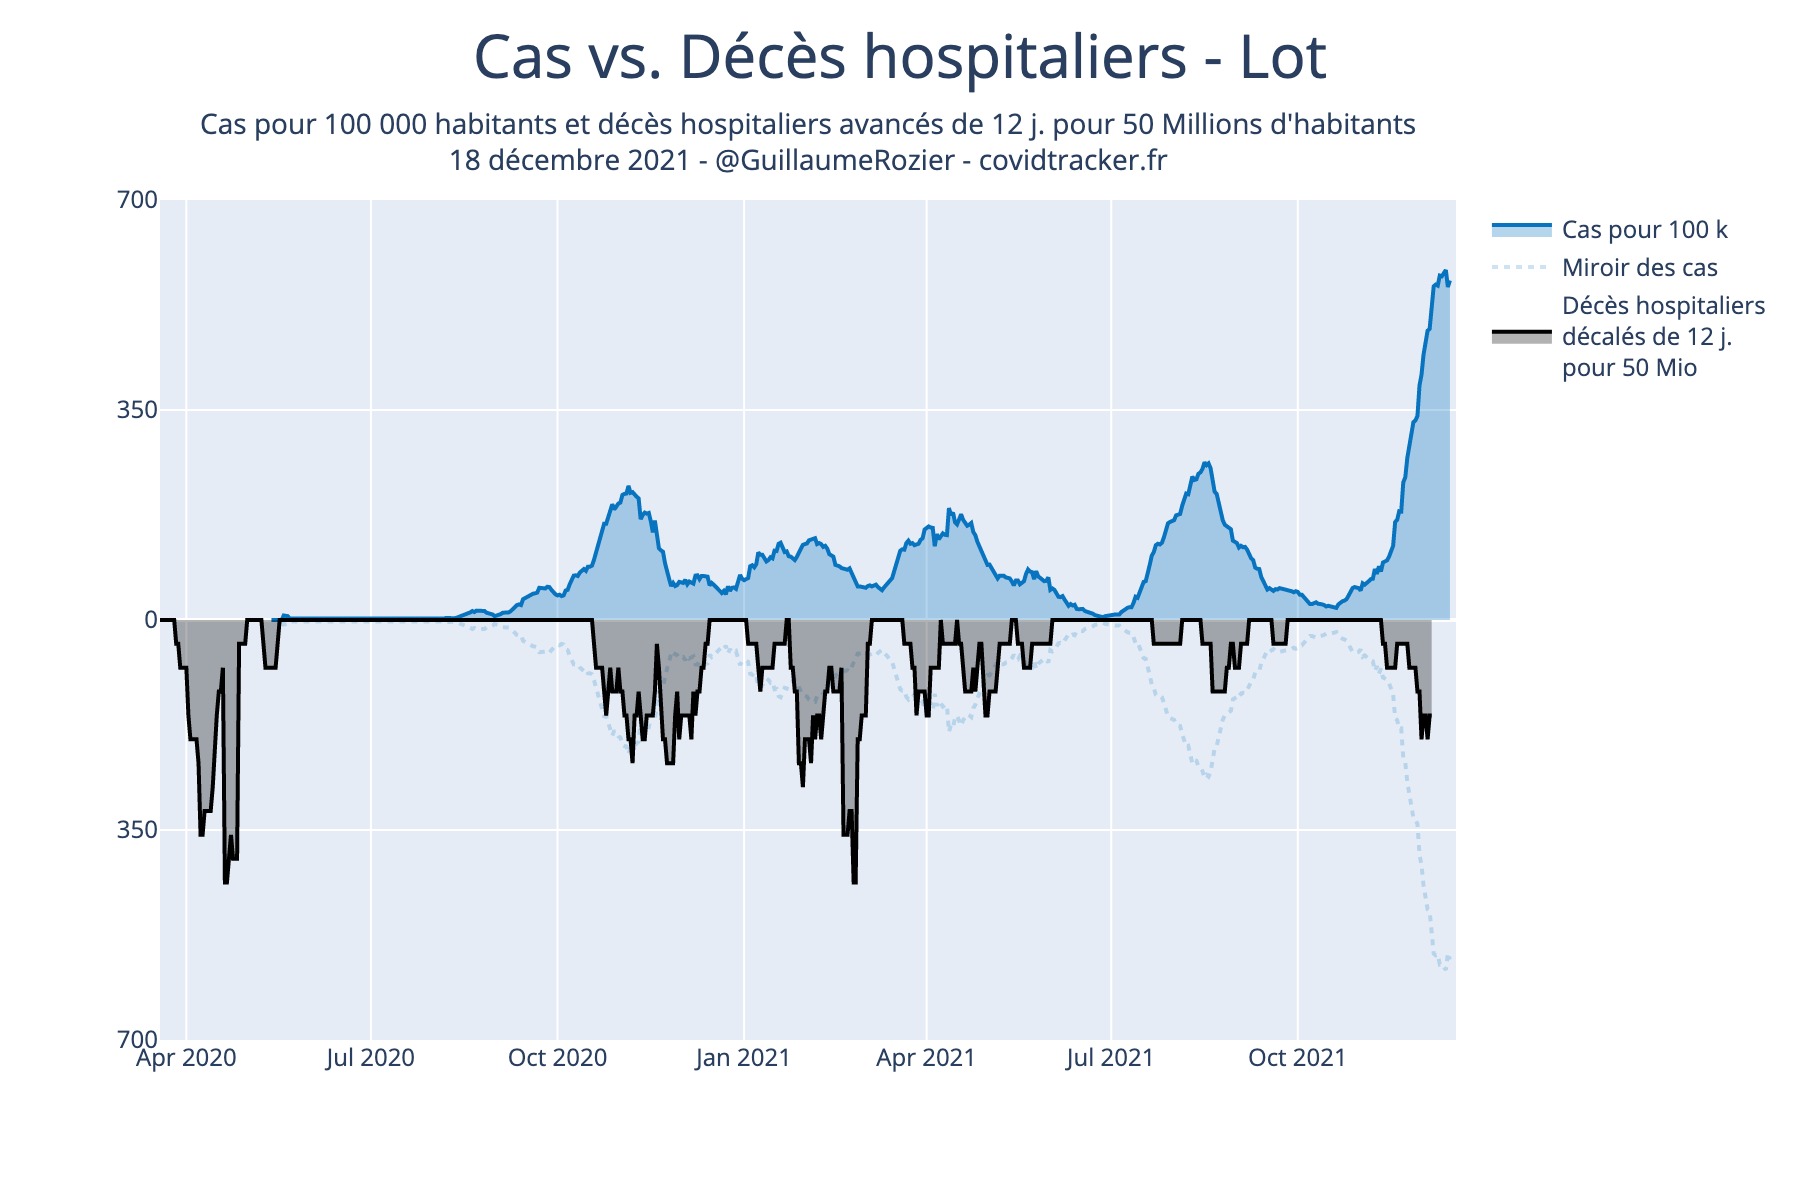 Cas vs. Décès hospitaliers - Lot
Cas pour 100 000 habitants et décès hospitaliers avancés de 12 j. pour 50 Millions d'habitants
18 décembre 2021 - @GuillaumeRozier - covidtracker.fr
700
350
0
350
700
Apr 2020
Jul 2020
Oct 2020
Jan 2021
Apr 2021
Jul 2021
Oct 2021
Cas pour 100 k
Miroir des cas
Décès hospitaliers
décalés de 12 j.
pour 50 Mio